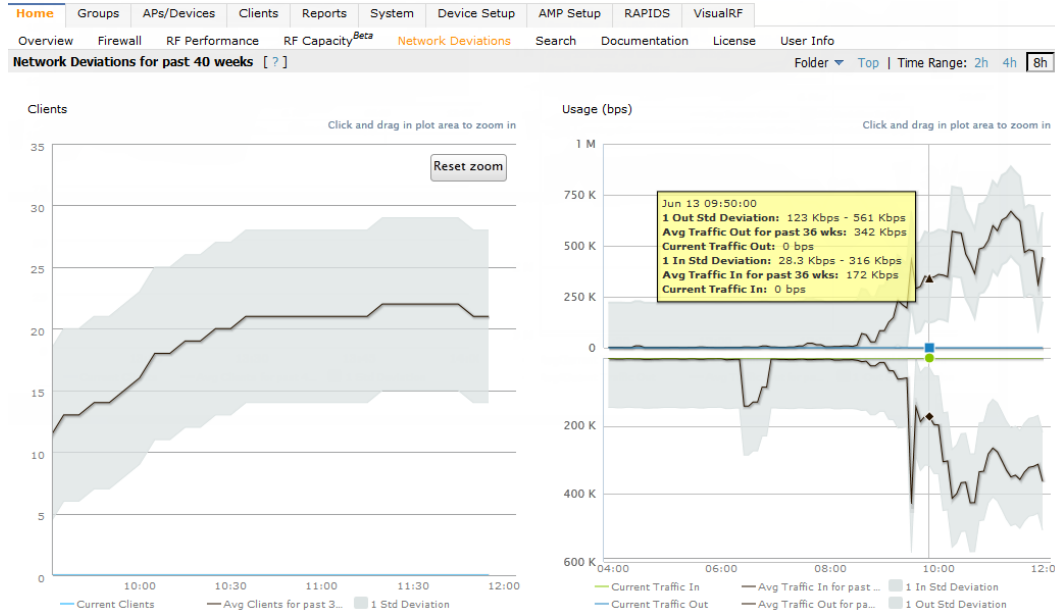 Home Groups APs/Devices Clients Reports System Device Setup AMP Setup RAPIDS VisualRF
Overview Firewall RF Performance RF Capacity Beta Network Deviations Search Documentation License User Info
Network Deviations for past 40 weeks [ ? ] Folder Top | Time Range: 2h 4h 8h
Clients
Click and drag in plot area to zoom in
Reset zoom
35
30
25
20
15
10
5
0
10:00 10:30 11:00 11:30 12:00
Current Clients Avg Clients for past 3... 1 Std Deviation
Usage (bps)
Click and drag in plot area to zoom in
1 M
750 K
500 K
250 K
0
200 K
400 K
600 K
Jun 13 09:50:00
1 Out Std Deviation: 123 Kbps - 561 Kbps
Avg Traffic Out for past 36 wks: 342 Kbps
Current Traffic Out: 0 bps
1 In Std Deviation: 28.3 Kbps - 316 Kbps
Avg Traffic In for past 36 wks: 172 Kbps
Current Traffic In: 0 bps
04:00 06:00 08:00 10:00 12:0
Current Traffic In Avg Traffic In for past ... 1 In Std Deviation
Current Traffic Out Avg Traffic Out for pa... 1 Out Std Deviation